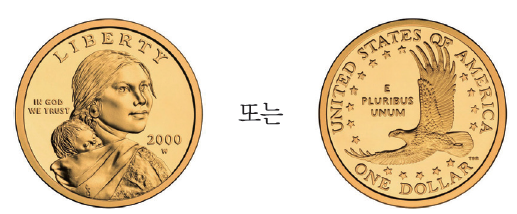 LIBERTY
IN GOD
WE TRUST
2000
W
또는
UNITED STATES OF AMERICA
E
PLURIBUS
UNUM
ONE DOLLAR